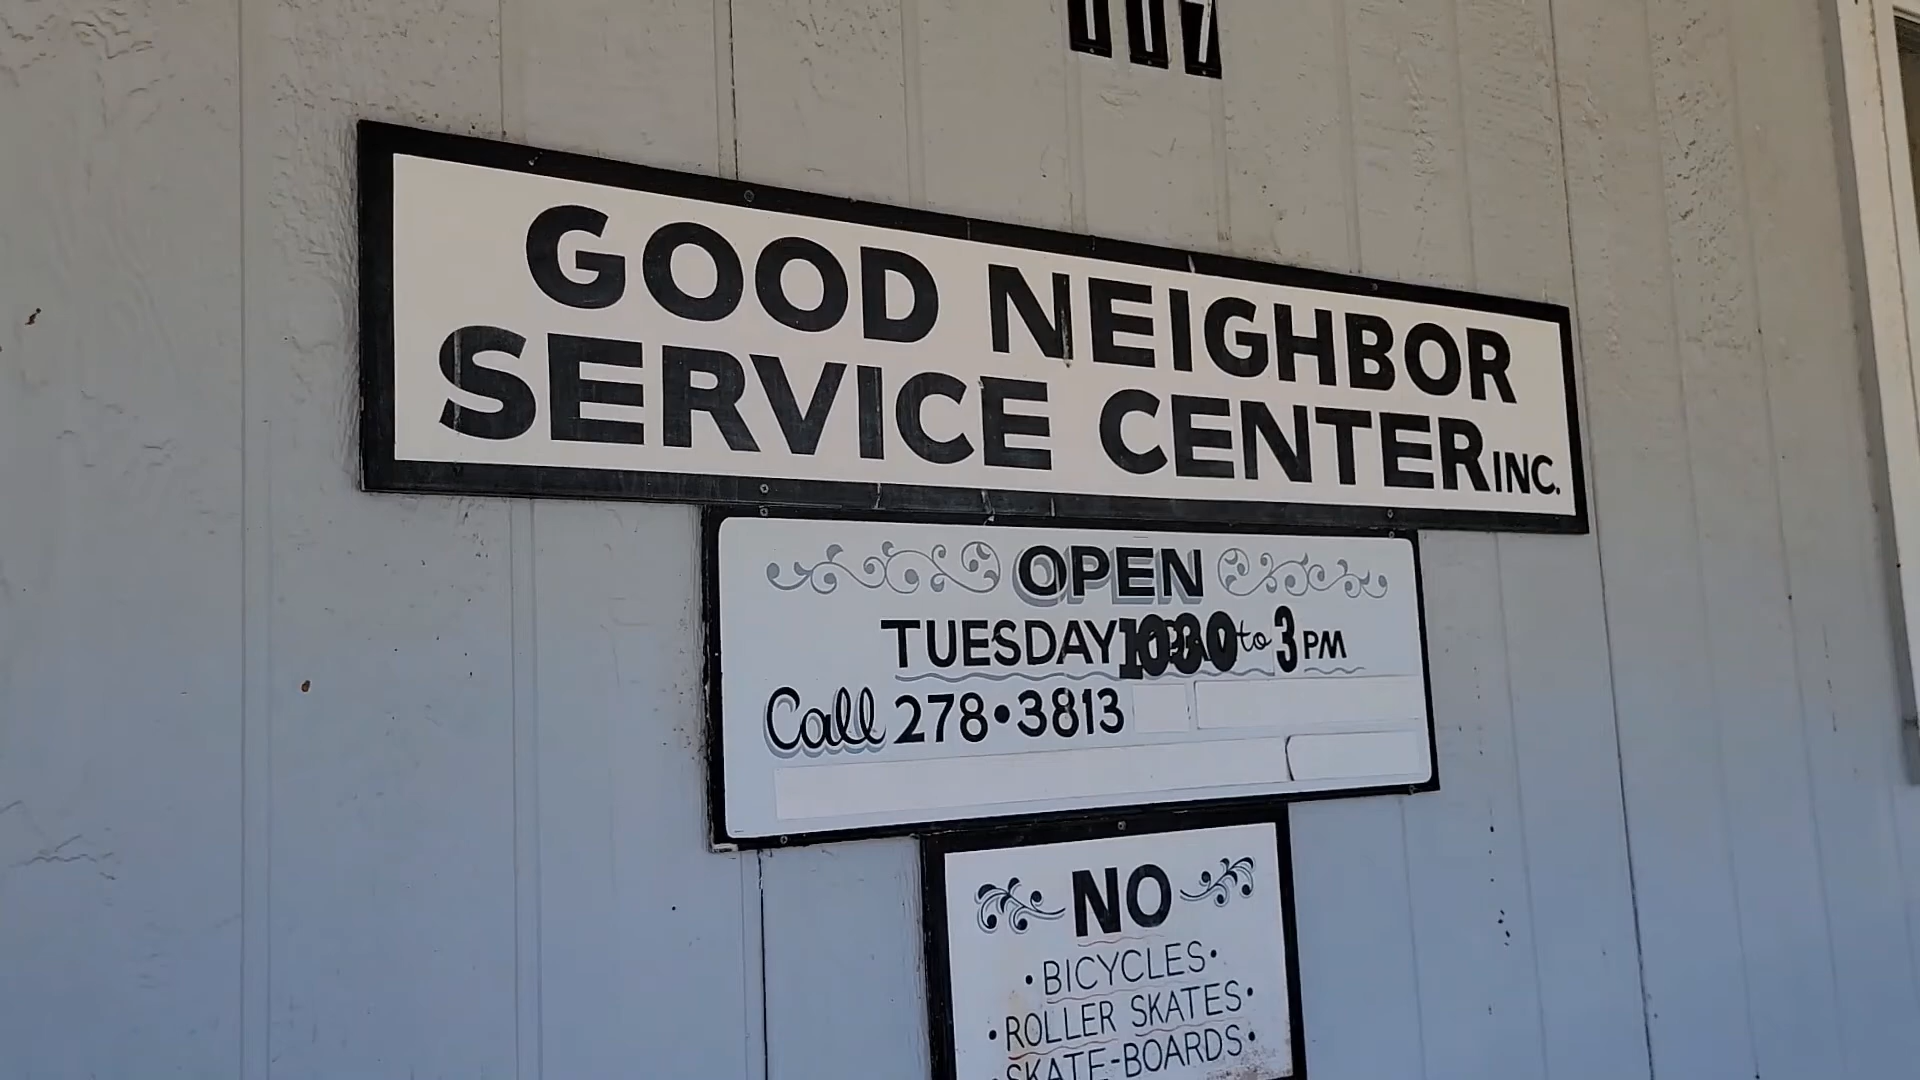 117
GOOD NEIGHBOR
SERVICE CENTER INC.
OPEN
TUESDAY 1030 to 3 PM
Call 278•3813
NO
•BICYCLES•
•ROLLER SKATES•
•SKATE-BOARDS•